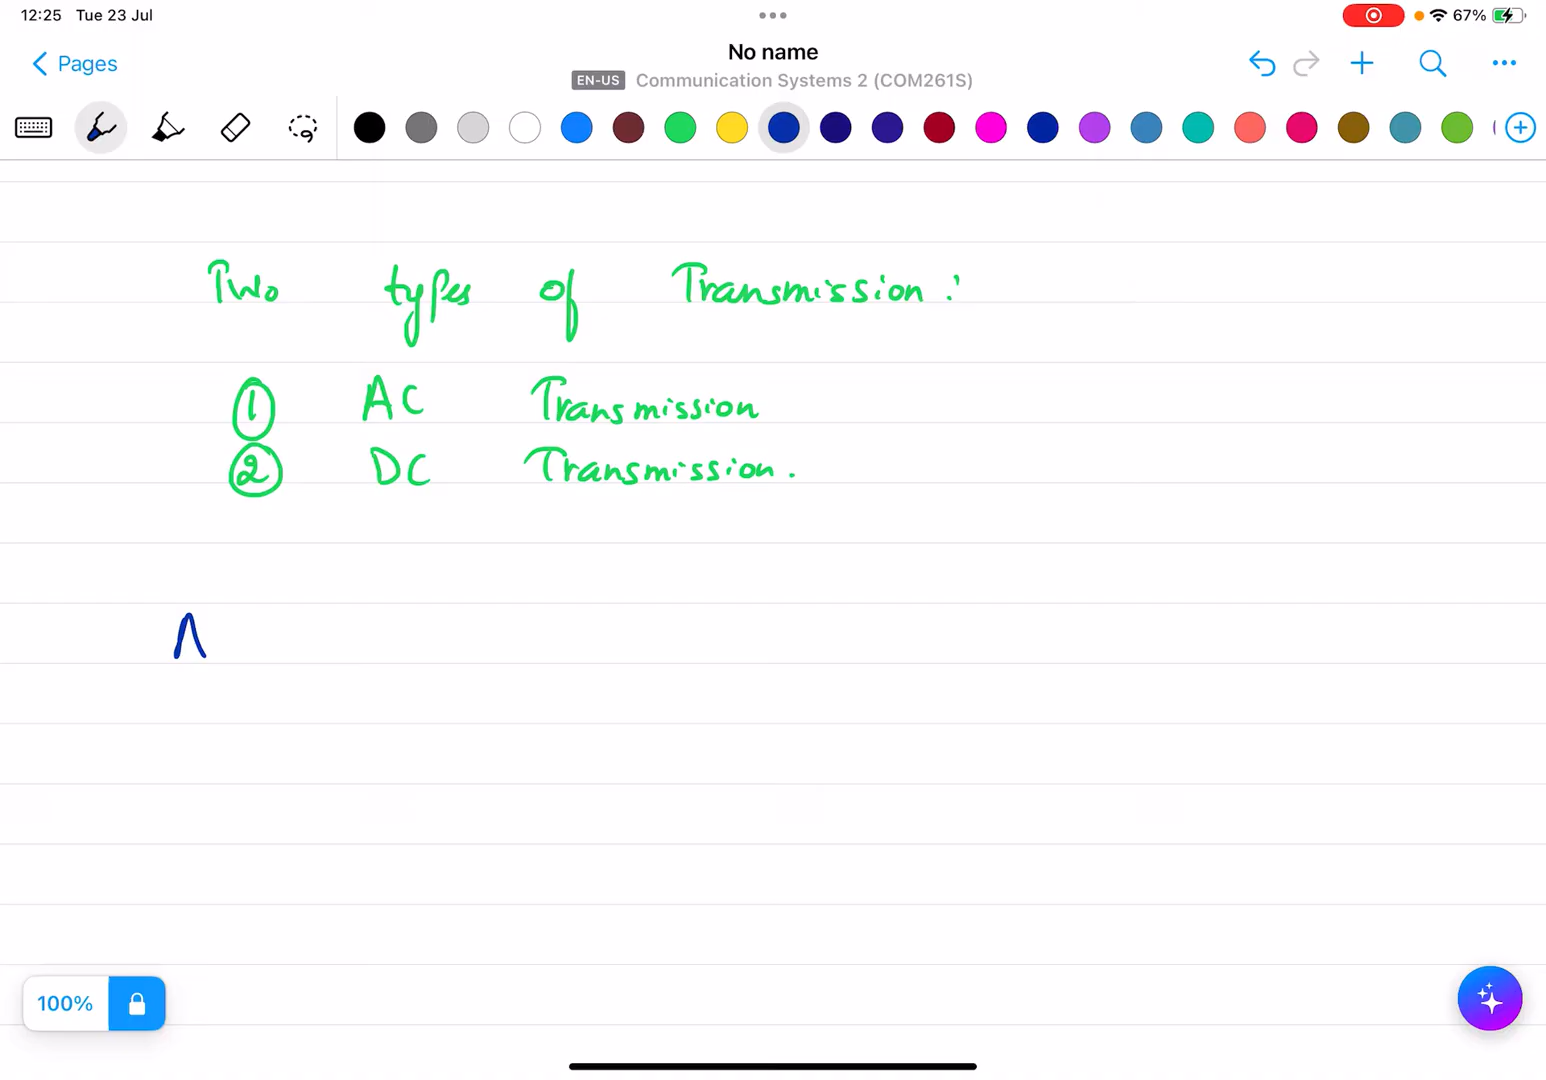 12:25 Tue 23 Jul
67%
Pages
No name
EN-US Communication Systems 2 (COM261S)
Two types of Transmission :
1 AC Transmission
2 DC Transmission .
100%